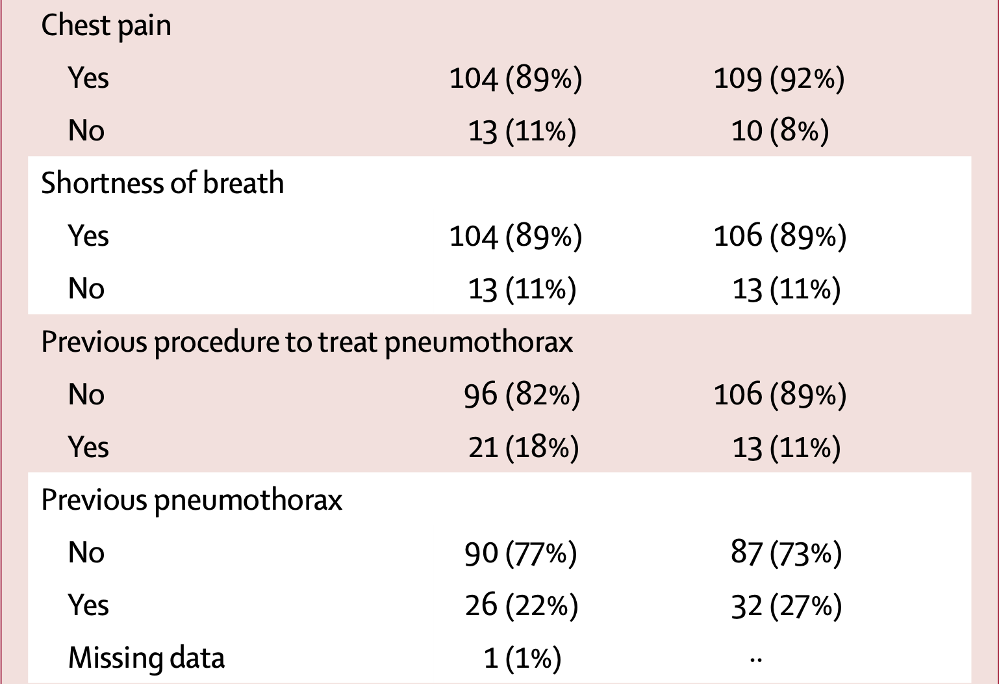 Chest pain
Yes 104 (89%) 109 (92%)
No 13 (11%) 10 (8%)
Shortness of breath
Yes 104 (89%) 106 (89%)
No 13 (11%) 13 (11%)
Previous procedure to treat pneumothorax
No 96 (82%) 106 (89%)
Yes 21 (18%) 13 (11%)
Previous pneumothorax
No 90 (77%) 87 (73%)
Yes 26 (22%) 32 (27%)
Missing data 1 (1%) ··